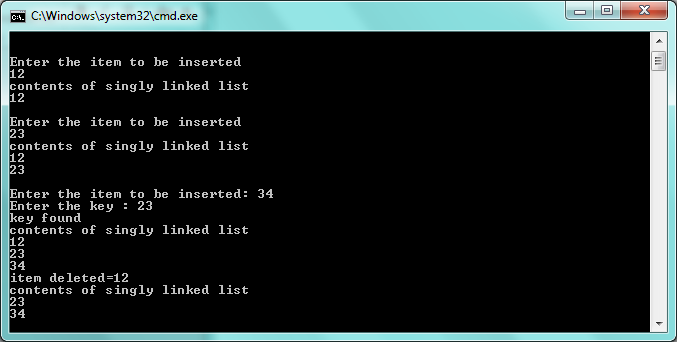 C:\Windows\system32\cmd.exe
Enter the item to be inserted
12
contents of singly linked list
12
Enter the item to be inserted
23
contents of singly linked list
12
23
Enter the item to be inserted: 34
Enter the key : 23
key found
contents of singly linked list
12
23
34
item deleted=12
contents of singly linked list
23
34